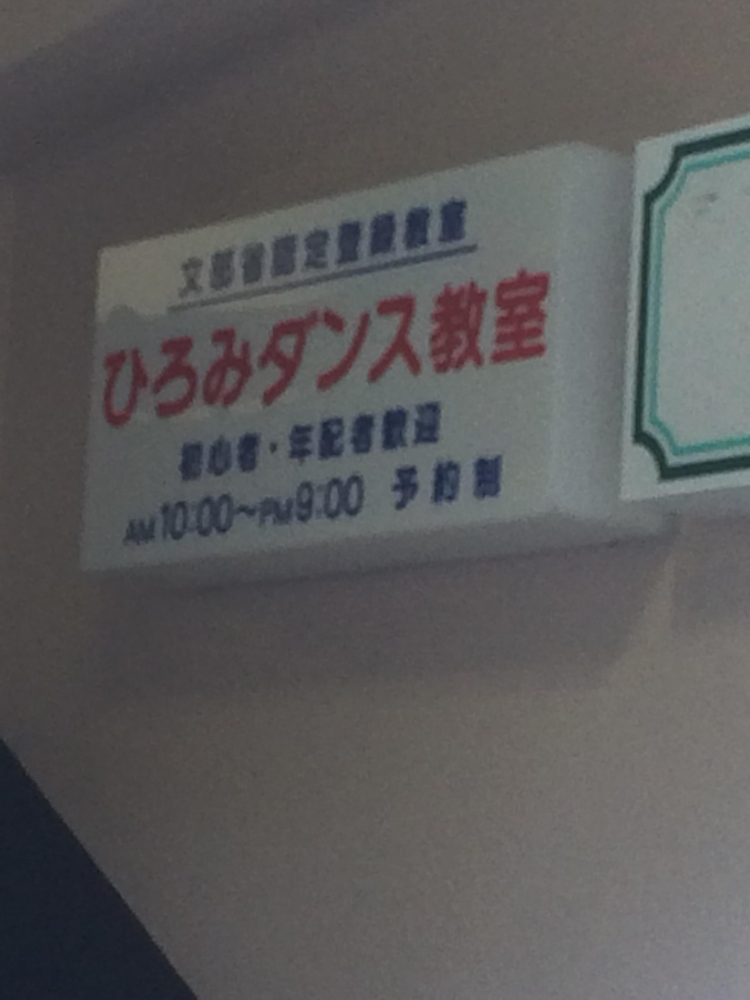 文部省認定登録教室
ひろみダンス教室
初心者・年配者歓迎
AM10:00～PM9:00 予約制